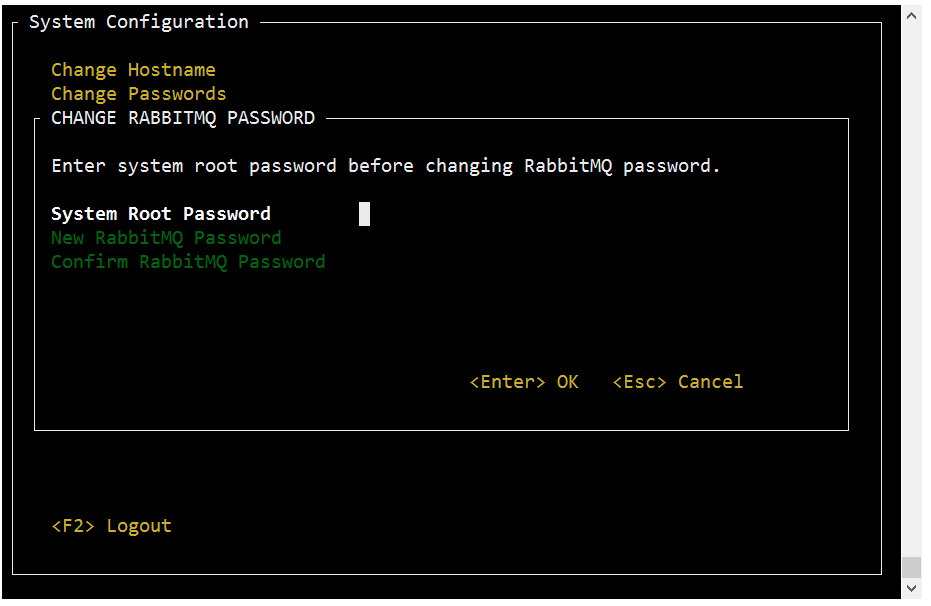 System Configuration
Change Hostname
Change Passwords
CHANGE RABBITMQ PASSWORD
Enter system root password before changing RabbitMQ password.
System Root Password
New RabbitMQ Password
Confirm RabbitMQ Password
<Enter> OK <Esc> Cancel
<F2> Logout